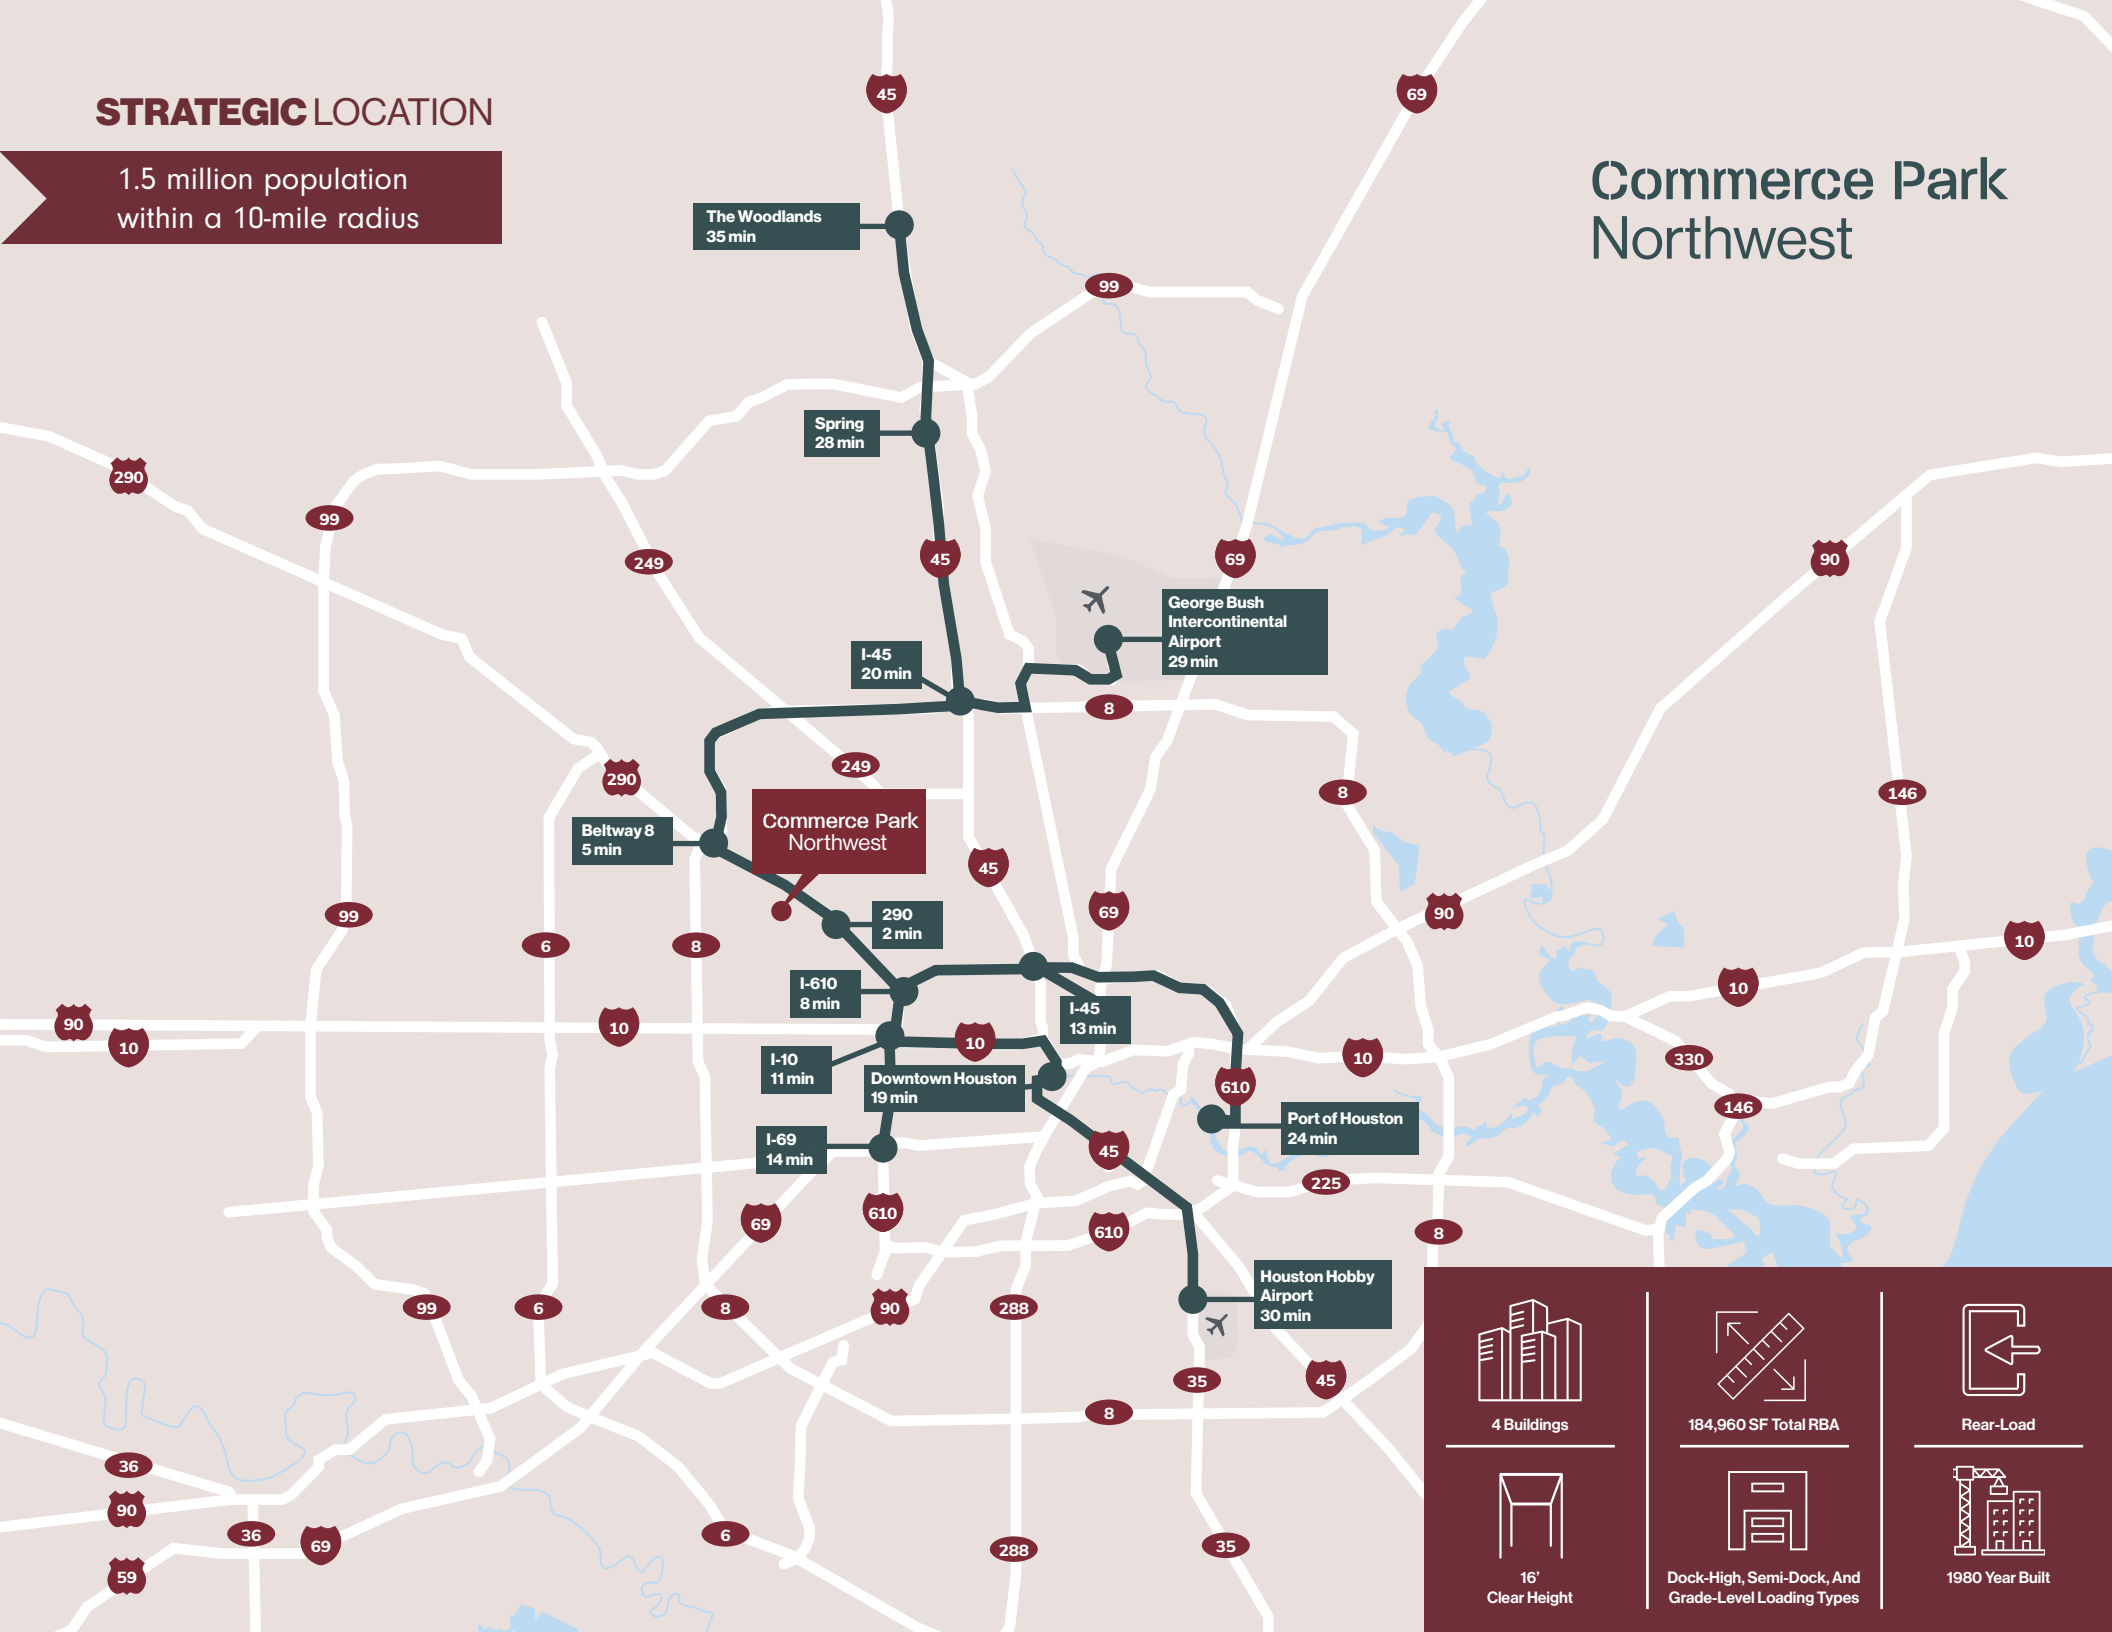 STRATEGIC LOCATION
1.5 million population
within a 10-mile radius
Commerce Park
Northwest
45
69
The Woodlands
35 min
99
Spring
28 min
290
99
249
45
69
90
George Bush
Intercontinental
Airport
29 min
I-45
20 min
8
249
290
8
146
Commerce Park
Northwest
Beltway 8
5 min
45
69
90
99
290
2 min
6
8
10
I-610
8 min
10
I-45
13 min
90
10
10
10
10
330
I-10
11 min
Downtown Houston
19 min
610
146
Port of Houston
24 min
I-69
14 min
45
225
69
610
610
8
Houston Hobby
Airport
30 min
99
6
8
90
288
35
45
8
36
90
36
69
59
6
288
35
4 Buildings
184,960 SF Total RBA
Rear-Load
16’
Clear Height
Dock-High, Semi-Dock, And
Grade-Level Loading Types
1980 Year Built